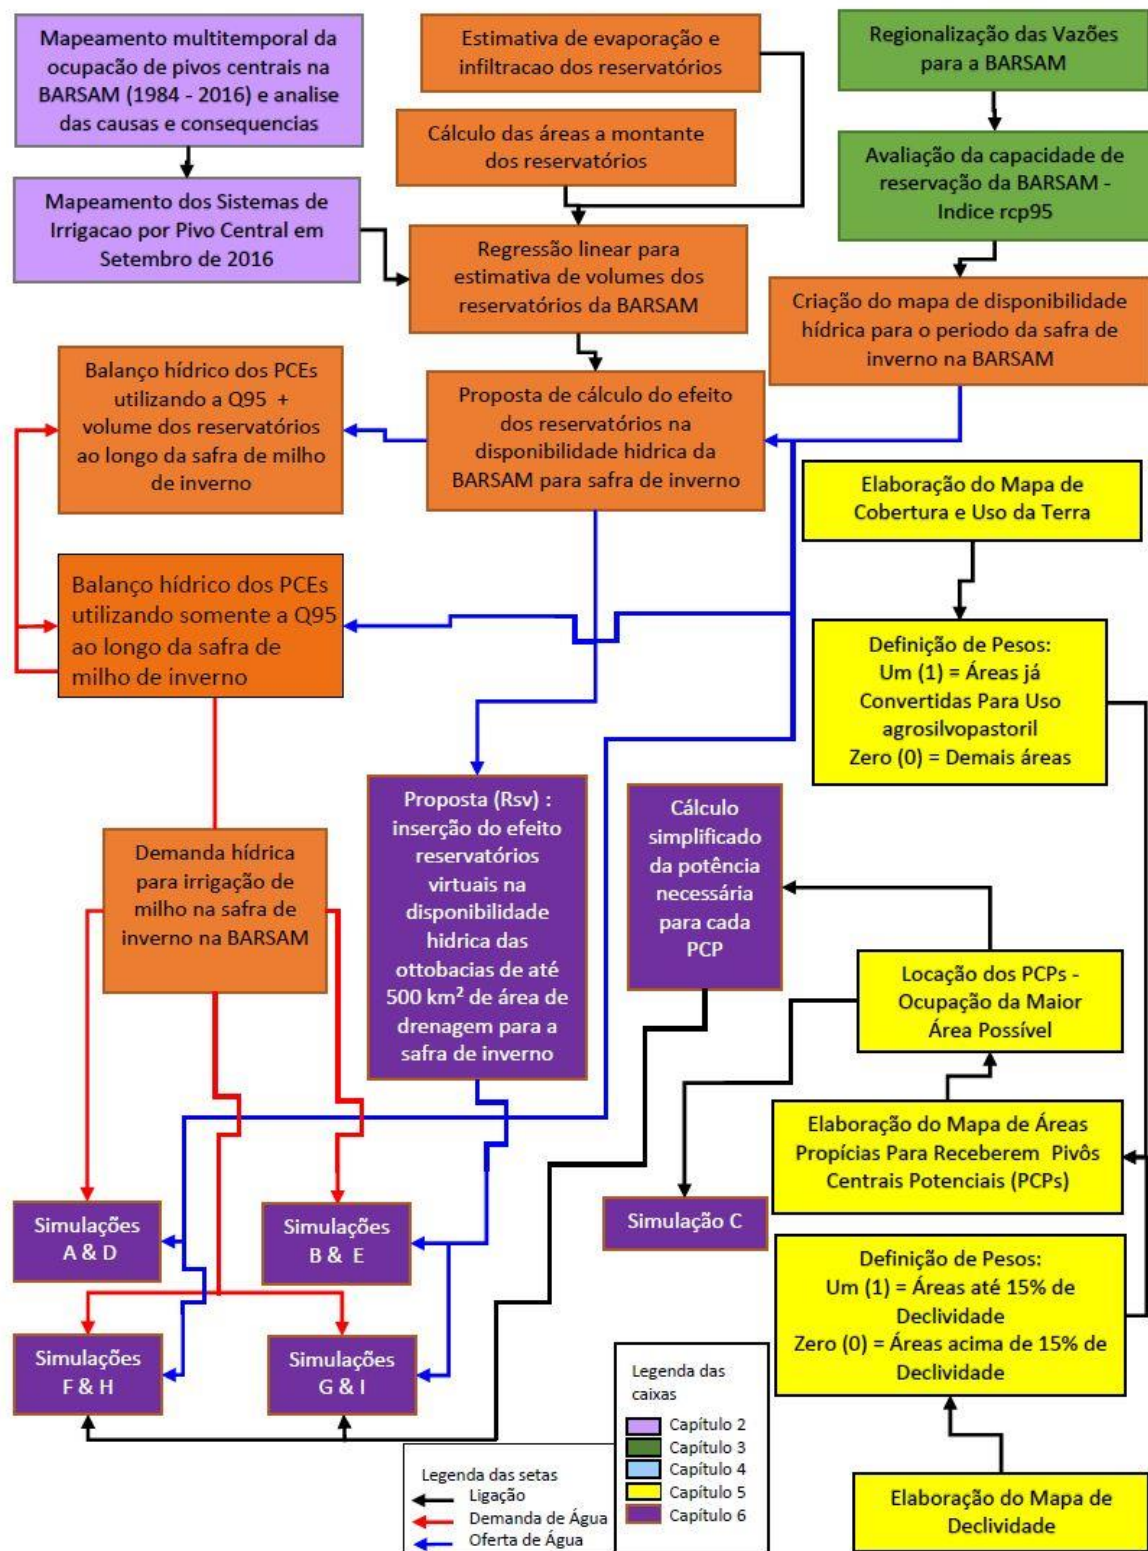 Mapeamento multitemporal da
ocupacão de pivos centrais na
BARSAM (1984 - 2016) e analise
das causas e consequencias
Mapeamento dos Sistemas de
Irrigacao por Pivo Central em
Setembro de 2016
Estimativa de evaporação e
infiltracao dos reservatórios
Cálculo das áreas a montante
dos reservatórios
Regressão linear para
estimativa de volumes dos
reservatórios da BARSAM
Regionalização das Vazões
para a BARSAM
Avaliação da capacidade de
reservação da BARSAM -
Indice rcp95
Criação do mapa de disponibilidade
hídrica para o periodo da safra de
inverno na BARSAM
Balanço hídrico dos PCEs
utilizando a Q95 +
volume dos reservatórios
ao longo da safra de milho
de inverno
Proposta de cálculo do efeito
dos reservatórios na
disponibilidade hidrica da
BARSAM para safra de inverno
Balanço hídrico dos PCEs
utilizando somente a Q95
ao longo da safra de
milho de inverno
Elaboração do Mapa de
Cobertura e Uso da Terra
Definição de Pesos:
Um (1) = Áreas já
Convertidas Para Uso
agrosilvopastoril
Zero (0) = Demais áreas
Demanda hídrica
para irrigação de
milho na safra de
inverno na BARSAM
Proposta (Rsv) :
inserção do efeito
reservatórios
virtuais na
disponibilidade
hidrica das
ottobacias de até
500 km² de área de
drenagem para a
safra de inverno
Cálculo
simplificado
da potência
necessária
para cada
PCP
Locação dos PCPs -
Ocupação da Maior
Área Possível
Elaboração do Mapa de Áreas
Propícias Para Receberem Pivôs
Centrais Potenciais (PCPs)
Simulações
A & D
Simulações
B & E
Simulação C
Definição de Pesos:
Um (1) = Áreas até 15% de
Declividade
Zero (0) = Áreas acima de 15% de
Declividade
Simulações
F & H
Simulações
G & I
Elaboração do Mapa de
Declividade
Legenda das
caixas
Capítulo 2
Capítulo 3
Capítulo 4
Capítulo 5
Capítulo 6
Legenda das setas
Ligação
Demanda de Água
Oferta de Água